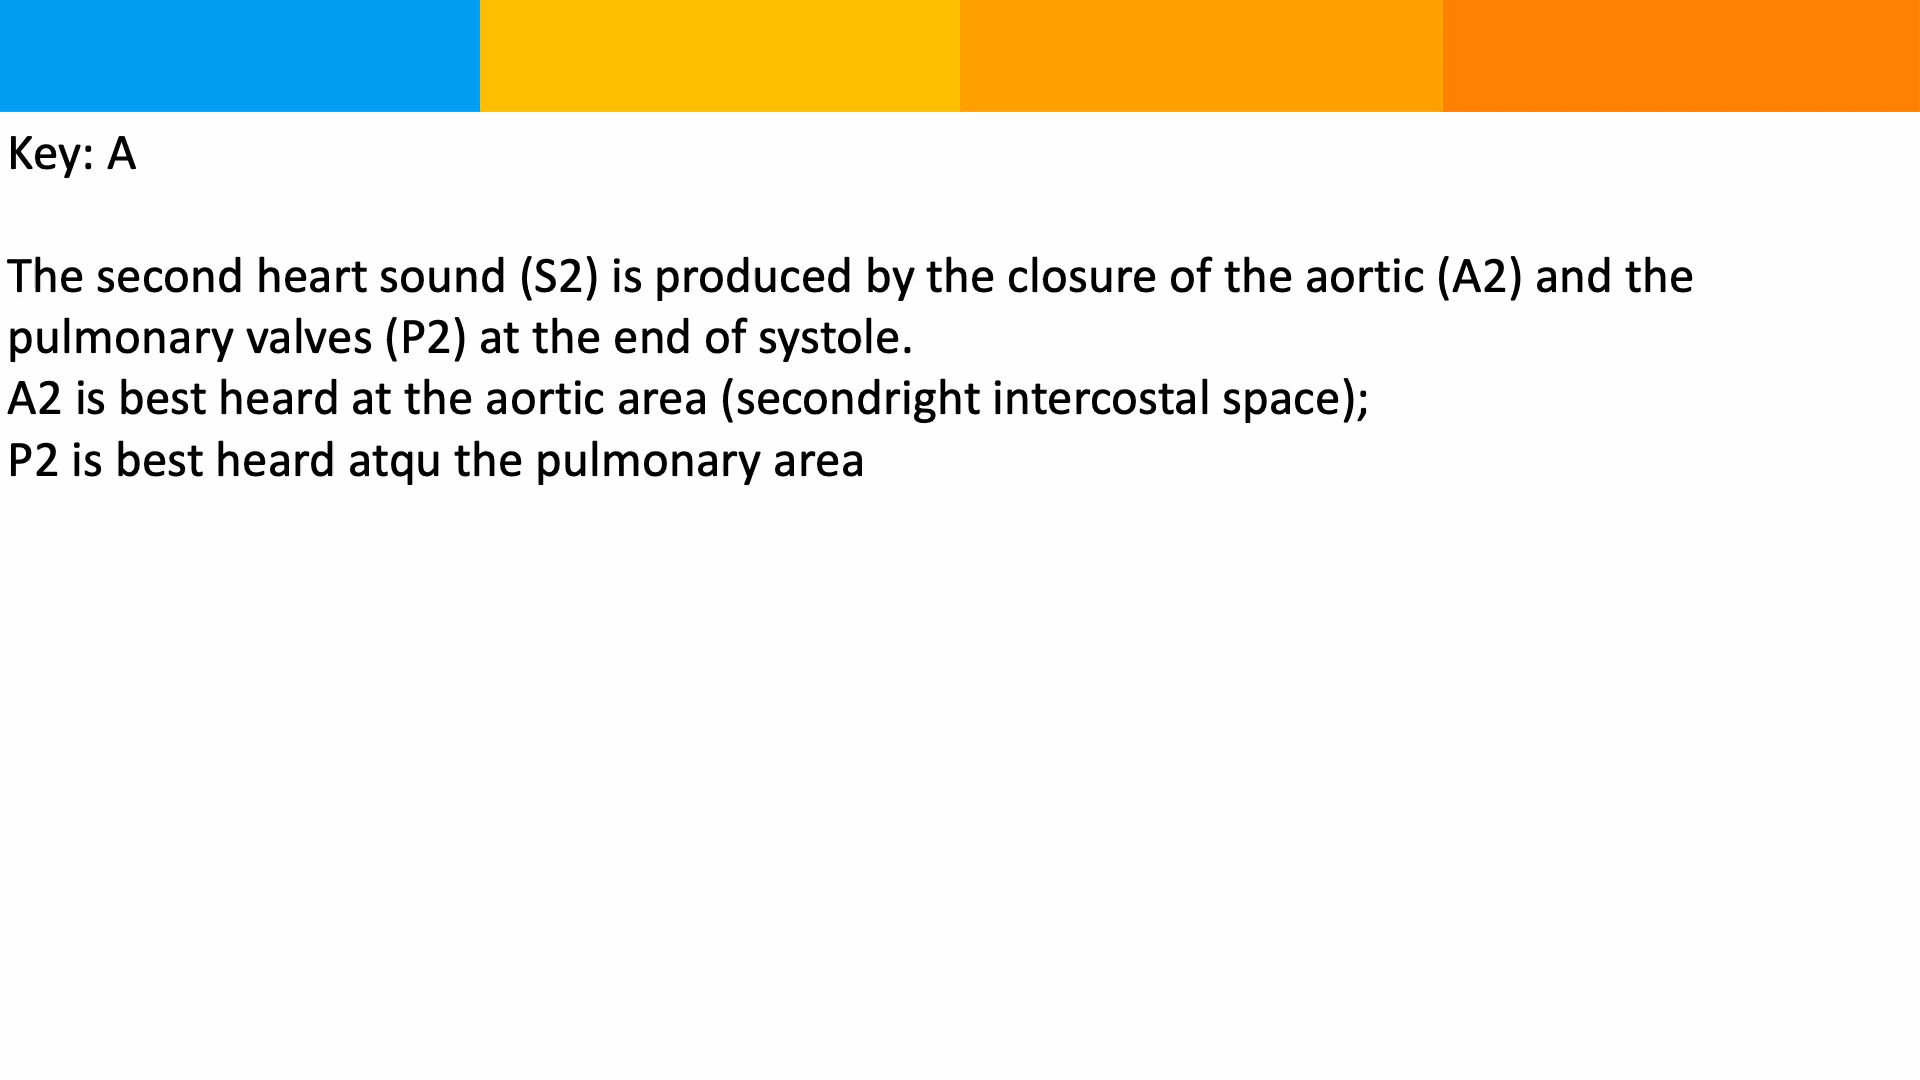 Key: A
The second heart sound (S2) is produced by the closure of the aortic (A2) and the
pulmonary valves (P2) at the end of systole.
A2 is best heard at the aortic area (secondright intercostal space);
P2 is best heard atqu the pulmonary area